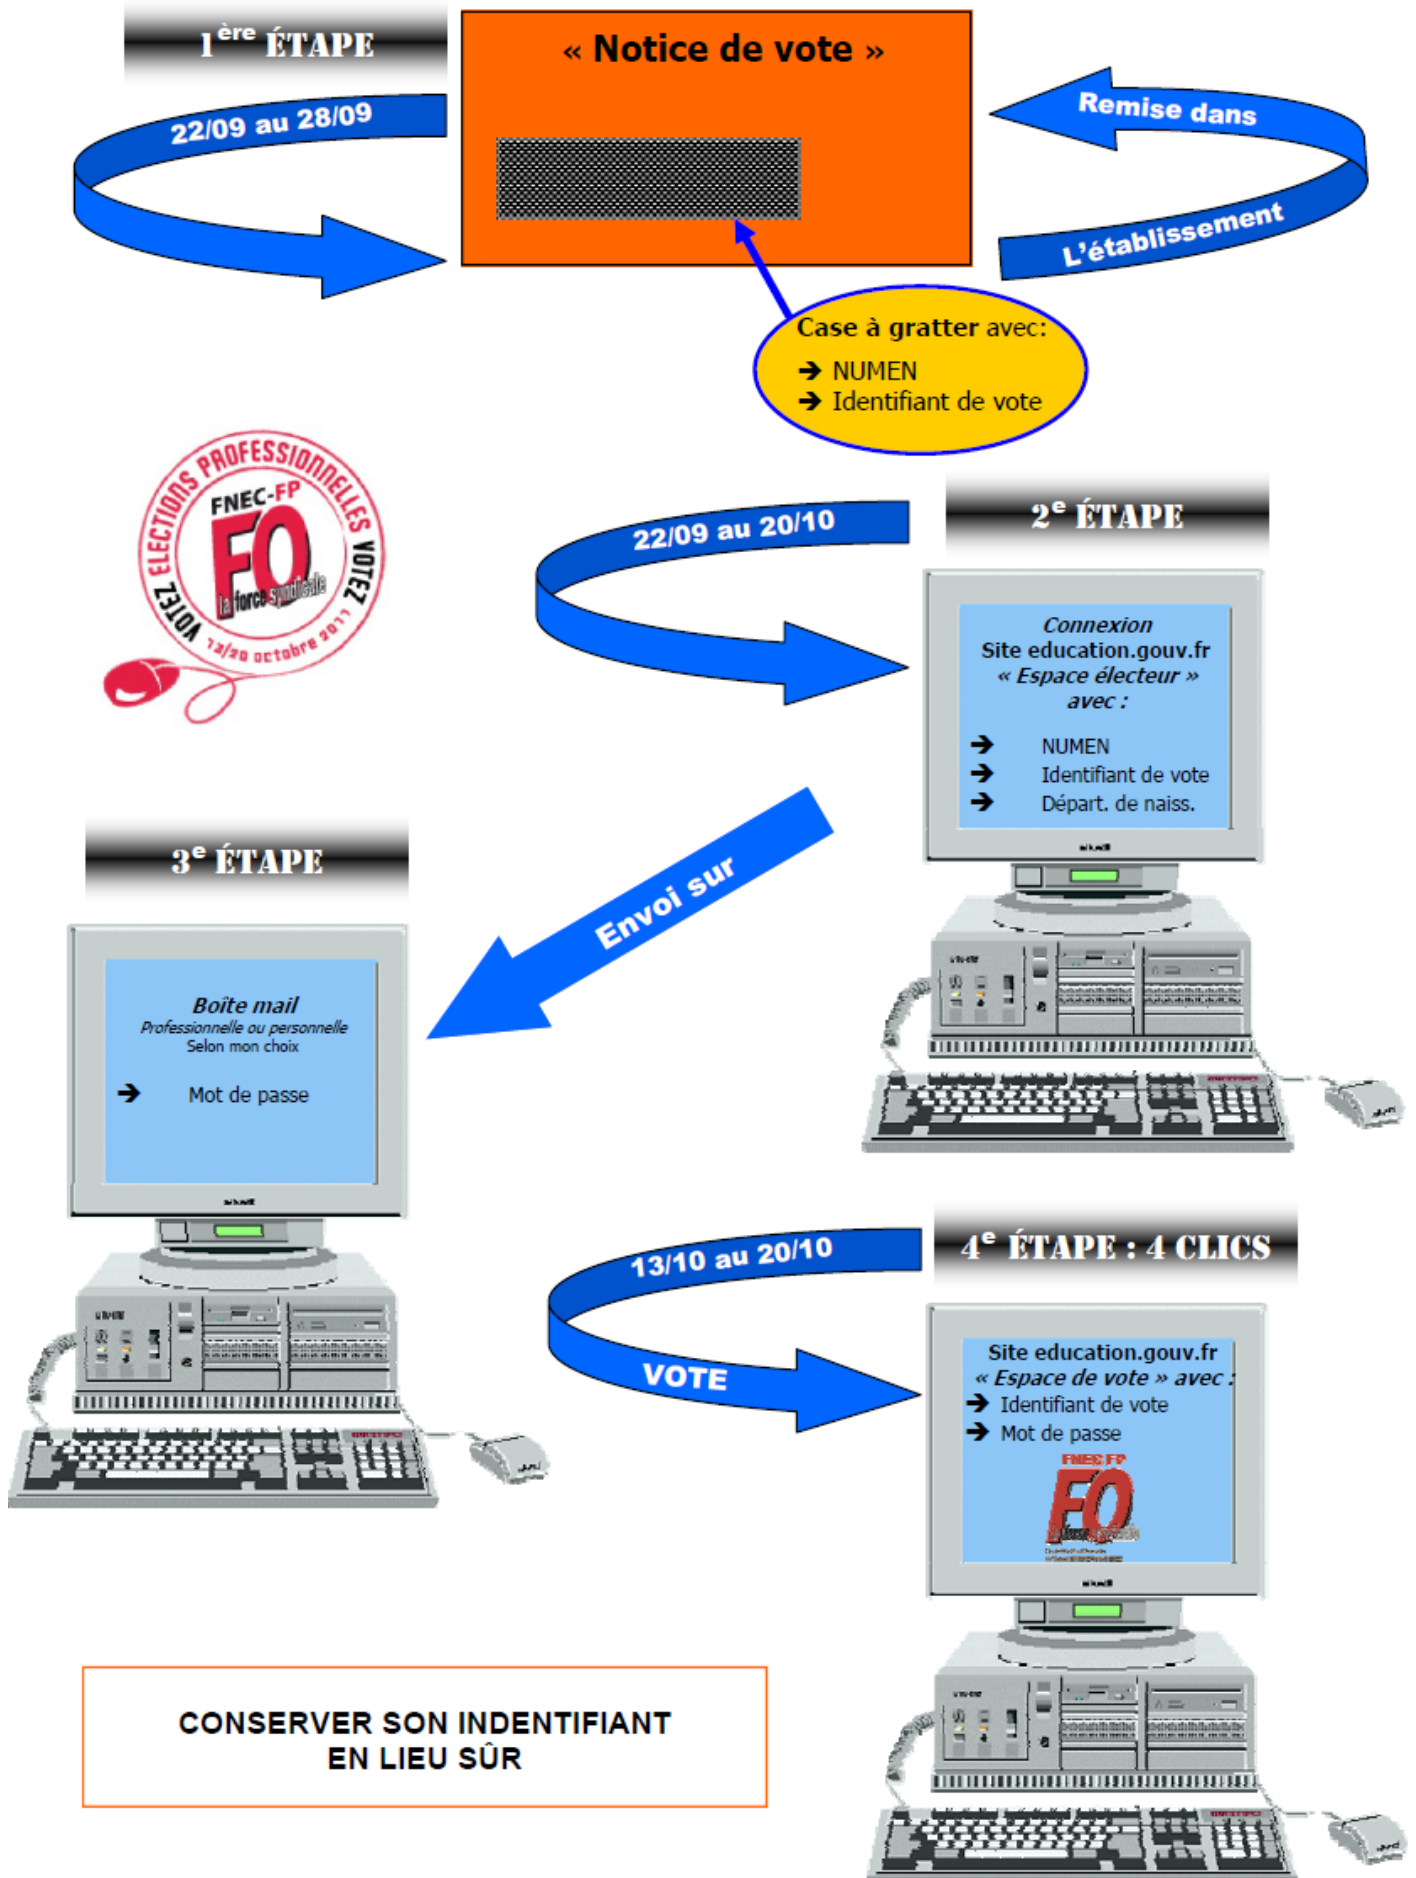 1ère ÉTAPE
« Notice de vote »
22/09 au 28/09
Remise dans
L'établissement
Case à gratter avec:
➔ NUMEN
➔ Identifiant de vote
VOTEZ ELECTIONS PROFESSIONNELLES VOTEZ
FNEC-FP
FO
la force syndicale
13/20 octobre 2011
2e ÉTAPE
22/09 au 20/10
Connexion
Site education.gouv.fr
« Espace électeur »
avec :
➔ NUMEN
➔ Identifiant de vote
➔ Départ. de naiss.
Envoi sur
3e ÉTAPE
Boîte mail
Professionnelle ou personnelle
Selon mon choix
➔ Mot de passe
4e ÉTAPE : 4 CLICS
13/10 au 20/10
VOTE
Site education.gouv.fr
« Espace de vote » avec :
➔ Identifiant de vote
➔ Mot de passe
FNEC FP
FO
CONSERVER SON INDENTIFIANT
EN LIEU SÛR